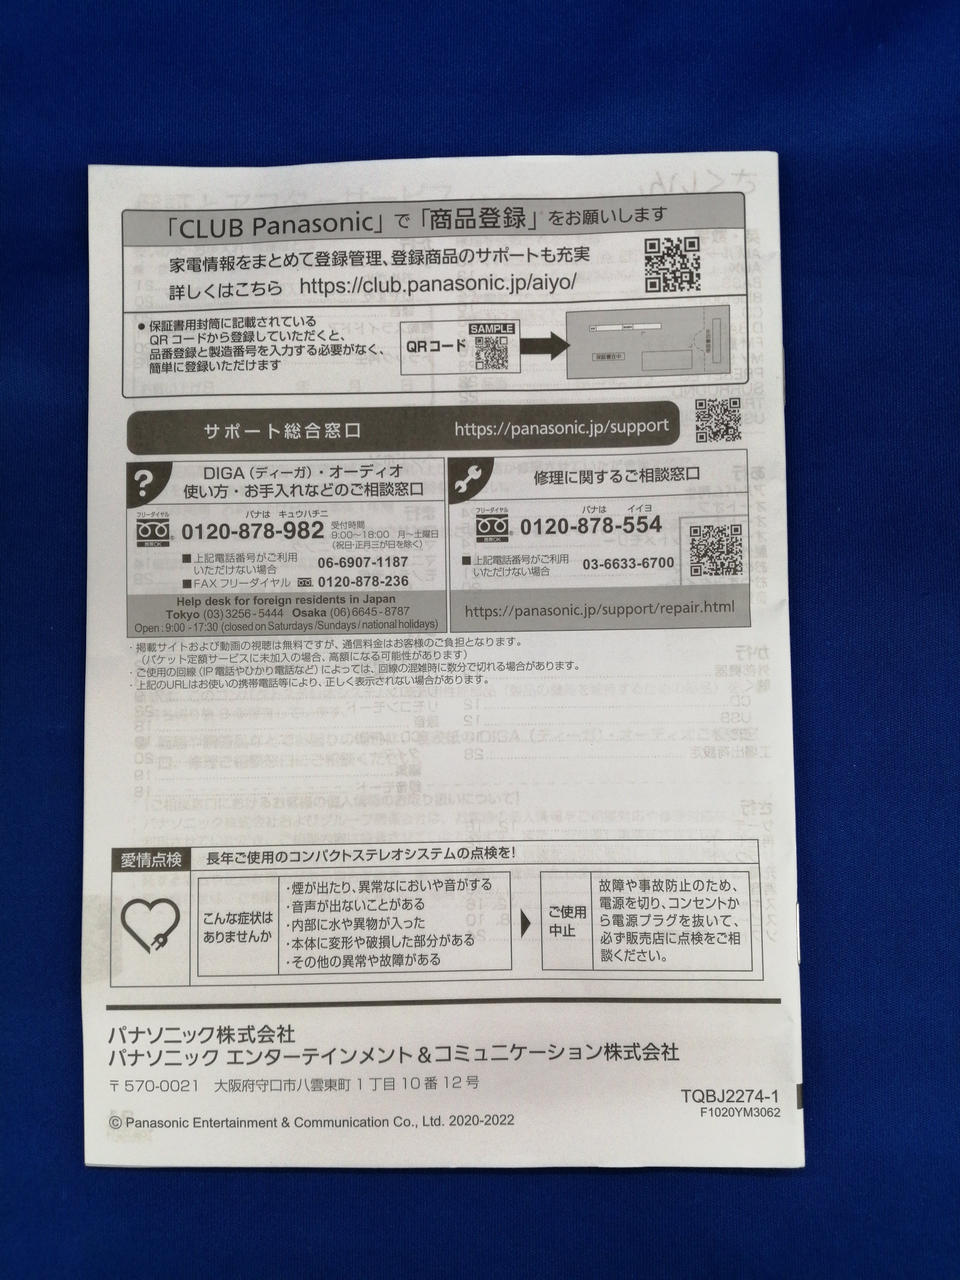 「CLUB Panasonic」で「商品登録」をお願いします
家電情報をまとめて登録管理、登録商品のサポートも充実
詳しくはこちら https://club.panasonic.jp/aiyo/
● 保証書用封筒に記載されている
QRコードから登録していただくと、
品番登録と製造番号を入力する必要がなく、
簡単に登録いただけます
QRコード
SAMPLE
保証書在中
サポート総合窓口 https://panasonic.jp/support
?
DIGA（ディーガ）・オーディオ
使い方・お手入れなどのご相談窓口
フリーダイヤル
パナは キュウハチニ
0120-878-982
携帯OK
受付時間
9:00～18:00 月～土曜日
(祝日・正月三が日を除く)
■上記電話番号がご利用
いただけない場合
06-6907-1187
■FAX フリーダイヤル 0120-878-236
Help desk for foreign residents in Japan
Tokyo (03) 3256-5444 Osaka (06) 6645-8787
Open : 9:00 - 17:30 (closed on Saturdays /Sundays / national holidays)
修理に関するご相談窓口
フリーダイヤル
パナは イイヨ
0120-878-554
携帯OK
■上記電話番号がご利用
いただけない場合
03-6633-6700
https://panasonic.jp/support/repair.html
・掲載サイトおよび動画の視聴は無料ですが、通信料金はお客様のご負担となります。
（パケット定額サービスに未加入の場合、高額になる可能性があります）
・ご使用の回線（IP電話やひかり電話など）によっては、回線の混雑時に数分で切れる場合があります。
・上記のURLはお使いの携帯電話等により、正しく表示されない場合があります。
愛情点検
長年ご使用のコンパクトステレオシステムの点検を！
こんな症状は
ありませんか
・煙が出たり、異常なにおいや音がする
・音声が出ないことがある
・内部に水や異物が入った
・本体に変形や破損した部分がある
・その他の異常や故障がある
ご使用
中止
故障や事故防止のため、
電源を切り、コンセントか
ら電源プラグを抜いて、
必ず販売店に点検をご相
談ください。
パナソニック株式会社
パナソニック エンターテインメント＆コミュニケーション株式会社
〒570-0021 大阪府守口市八雲東町1丁目10番12号
© Panasonic Entertainment & Communication Co., Ltd. 2020-2022
TQBJ2274-1
F1020YM3062